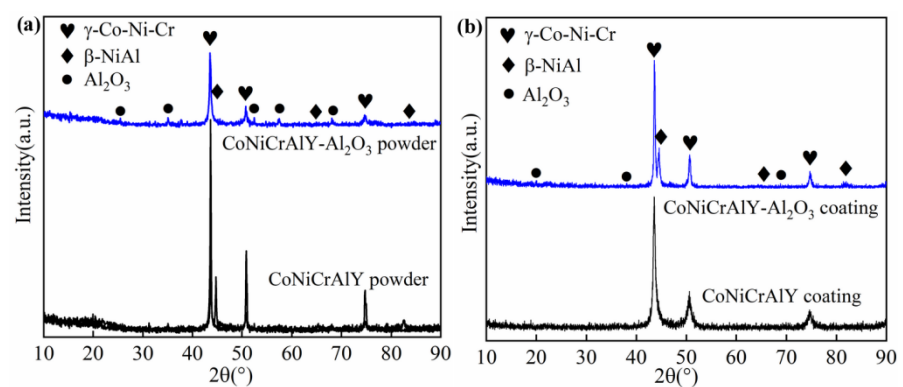 (a)
γ-Co-Ni-Cr
β-NiAl
Al₂O₃
CoNiCrAlY-Al₂O₃ powder
CoNiCrAlY powder
Intensity(a.u.)
10 20 30 40 50 60 70 80 90
2θ(°)
(b)
γ-Co-Ni-Cr
β-NiAl
Al₂O₃
CoNiCrAlY-Al₂O₃ coating
CoNiCrAlY coating
Intensity(a.u.)
10 20 30 40 50 60 70 80 90
2θ(°)